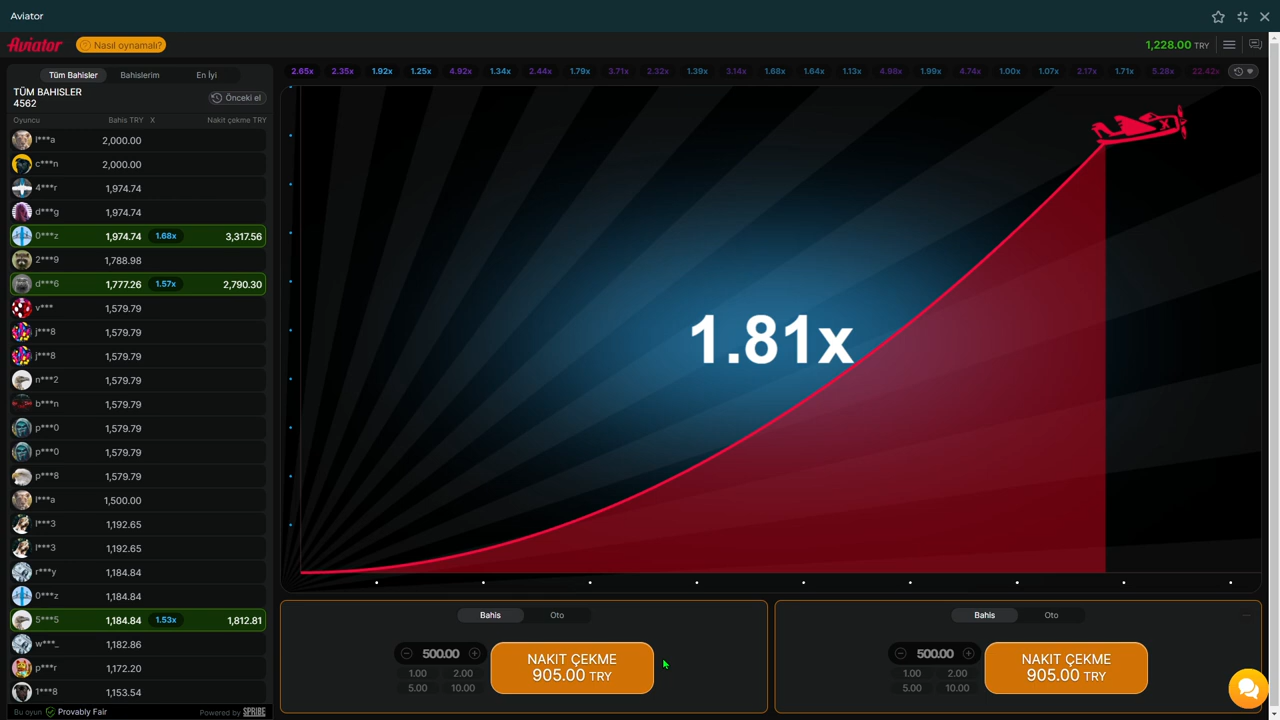 Aviator
Aviator
Nasıl oynamalı?
1,228.00 TRY
Tüm Bahisler Bahislerim En İyi
TÜM BAHISLER
4562
Önceki el
Oyuncu Bahis TRY X Nakit çekme TRY
l***a 2,000.00
c***n 2,000.00
4***r 1,974.74
d***g 1,974.74
0***z 1,974.74 1.68x 3,317.56
2***9 1,788.98
d***6 1,777.26 1.57x 2,790.30
v*** 1,579.79
j***8 1,579.79
j***8 1,579.79
n***2 1,579.79
b***n 1,579.79
p***0 1,579.79
p***0 1,579.79
p***8 1,579.79
l***a 1,500.00
l***3 1,192.65
l***3 1,192.65
r***y 1,184.84
0***z 1,184.84
5***5 1,184.84 1.53x 1,812.81
w***_ 1,182.86
p***r 1,172.20
1***8 1,153.54
Bu oyun Provably Fair Powered by SPRIBE
2.65x 2.35x 1.92x 1.25x 4.92x 1.34x 2.44x 1.79x 3.71x 2.32x 1.39x 3.14x 1.68x 1.64x 1.13x 4.98x 1.99x 4.74x 1.00x 1.07x 2.17x 1.71x 5.28x 22.42x
1.81x
Bahis Oto
500.00
1.00 2.00
5.00 10.00
NAKIT ÇEKME
905.00 TRY
Bahis Oto
500.00
1.00 2.00
5.00 10.00
NAKIT ÇEKME
905.00 TRY